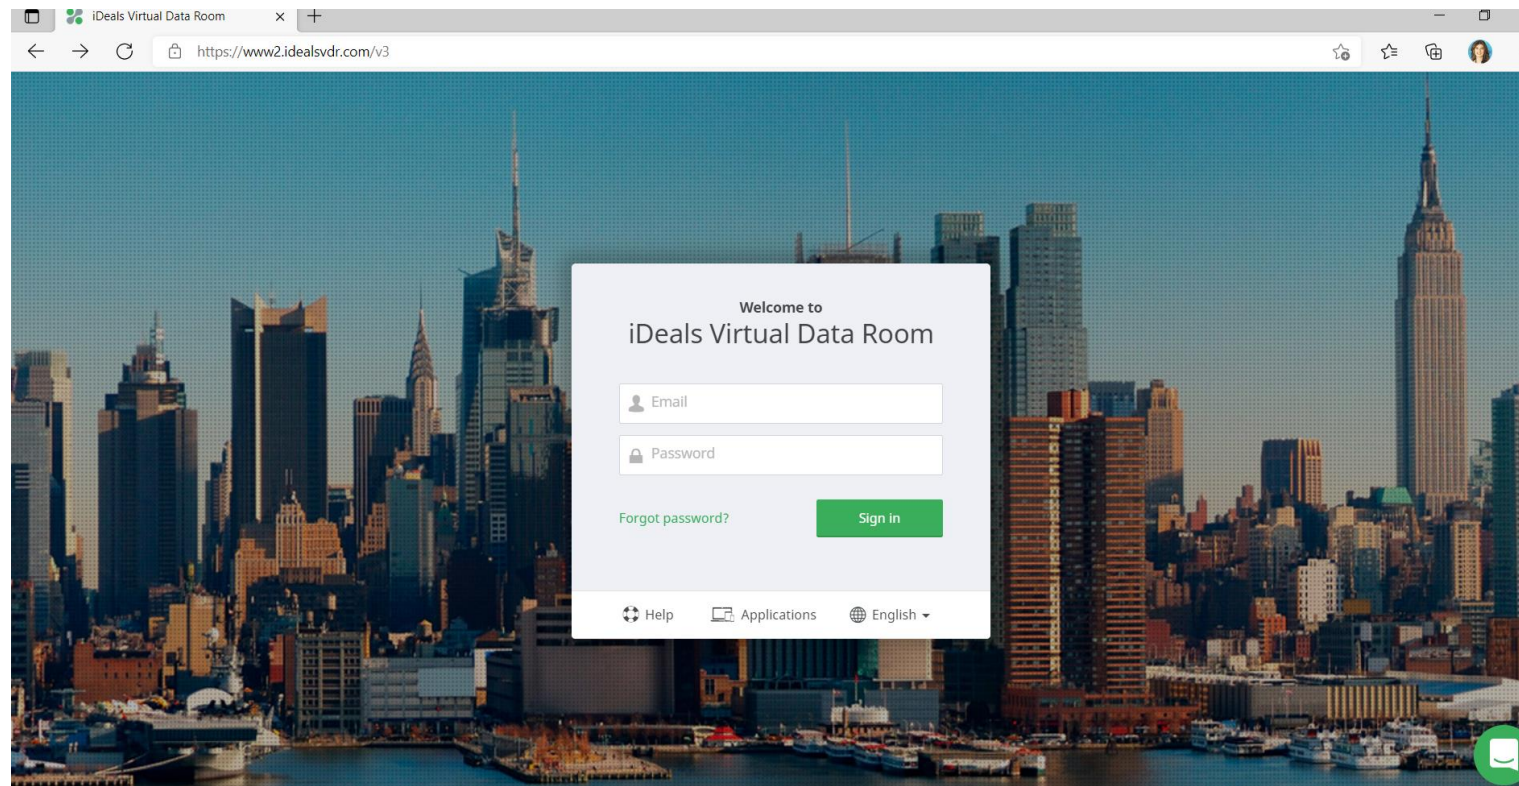 iDeals Virtual Data Room
https://www2.idealsvdr.com/v3
Welcome to
iDeals Virtual Data Room
Email
Password
Forgot password?
Sign in
Help
Applications
English